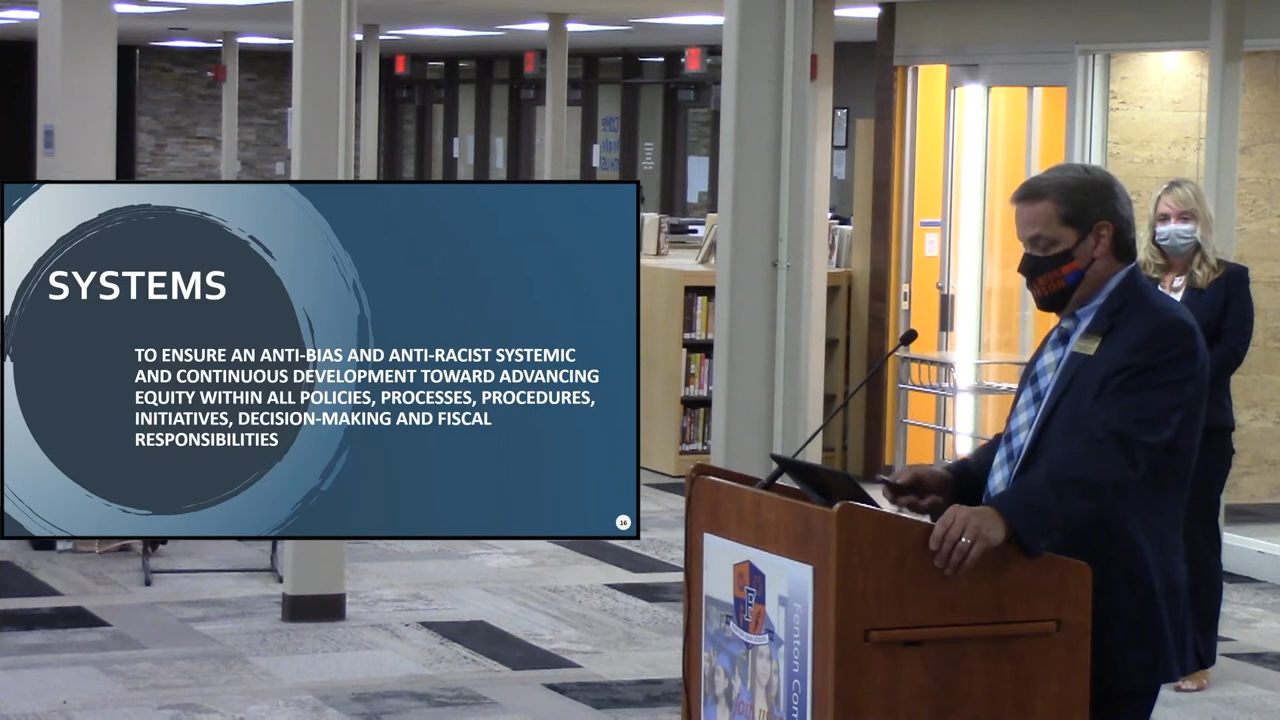 SYSTEMS
TO ENSURE AN ANTI-BIAS AND ANTI-RACIST SYSTEMIC
AND CONTINUOUS DEVELOPMENT TOWARD ADVANCING
EQUITY WITHIN ALL POLICIES, PROCESSES, PROCEDURES,
INITIATIVES, DECISION-MAKING AND FISCAL
RESPONSIBILITIES
16
Fenton Com